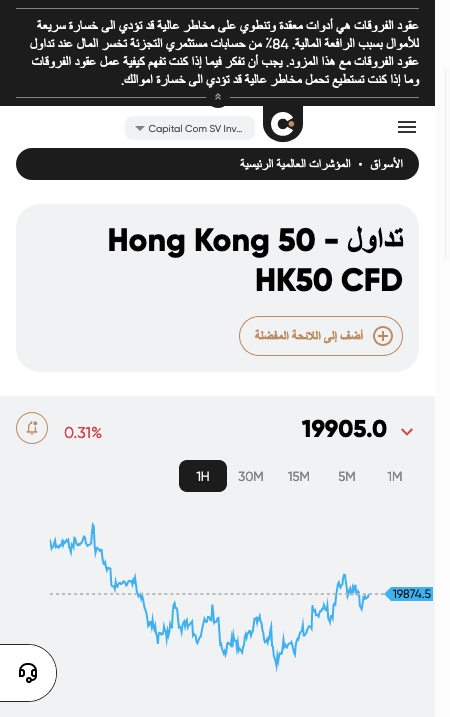 عقود الفروقات هي أدوات معقدة وتنطوي على مخاطر عالية قد تؤدي الى خسارة سريعة
للأموال بسبب الرافعة المالية. 84٪ من حسابات مستثمري التجزئة تخسر المال عند تداول
عقود الفروقات مع هذا المزود. يجب أن تفكر فيما إذا كنت تفهم كيفية عمل عقود الفروقات
وما إذا كنت تستطيع تحمل مخاطر عالية قد تؤدي الى خسارة اموالك.
Capital Com SV Inv...
الأسواق • المؤشرات العالمية الرئيسية
تداول Hong Kong 50 -
HK50 CFD
أضف إلى اللائحة المفضلة
19905.0
0.31%
1H 30M 15M 5M 1M
19874.5